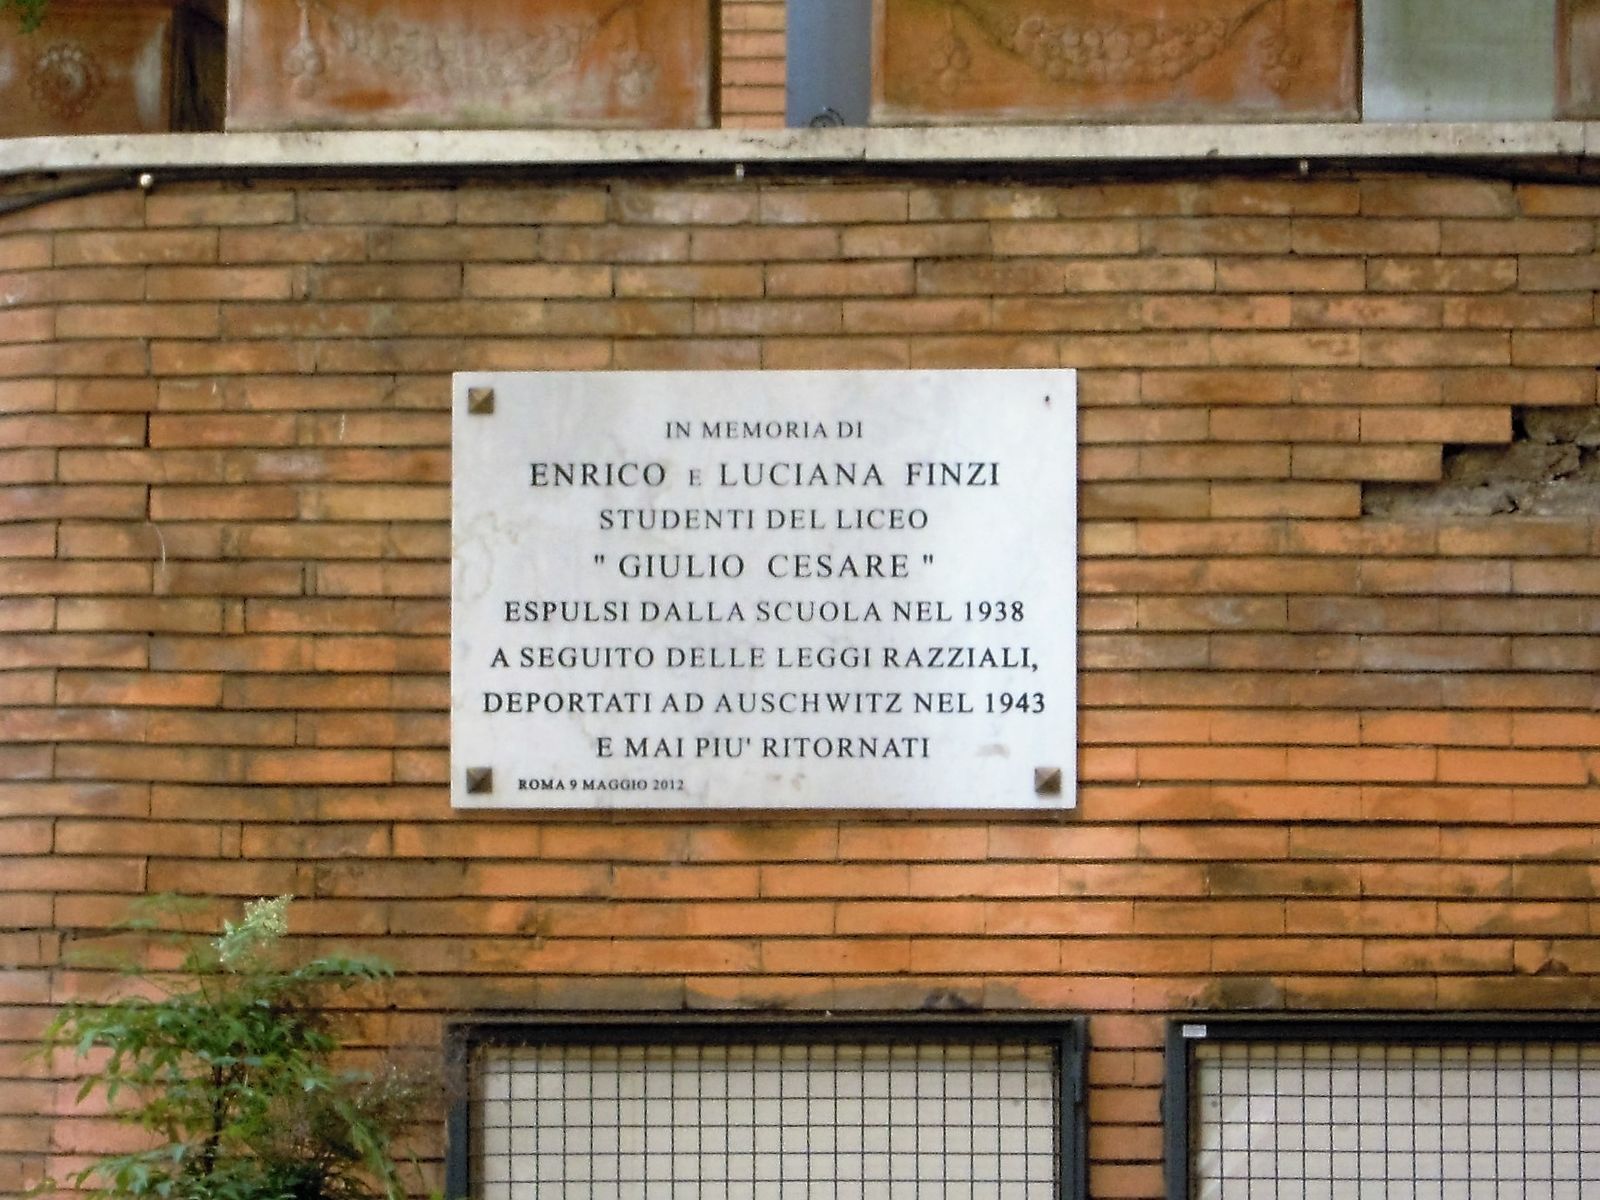 IN MEMORIA DI
ENRICO E LUCIANA FINZI
STUDENTI DEL LICEO
" GIULIO CESARE "
ESPULSI DALLA SCUOLA NEL 1938
A SEGUITO DELLE LEGGI RAZZIALI,
DEPORTATI AD AUSCHWITZ NEL 1943
E MAI PIU' RITORNATI
ROMA 9 MAGGIO 2012